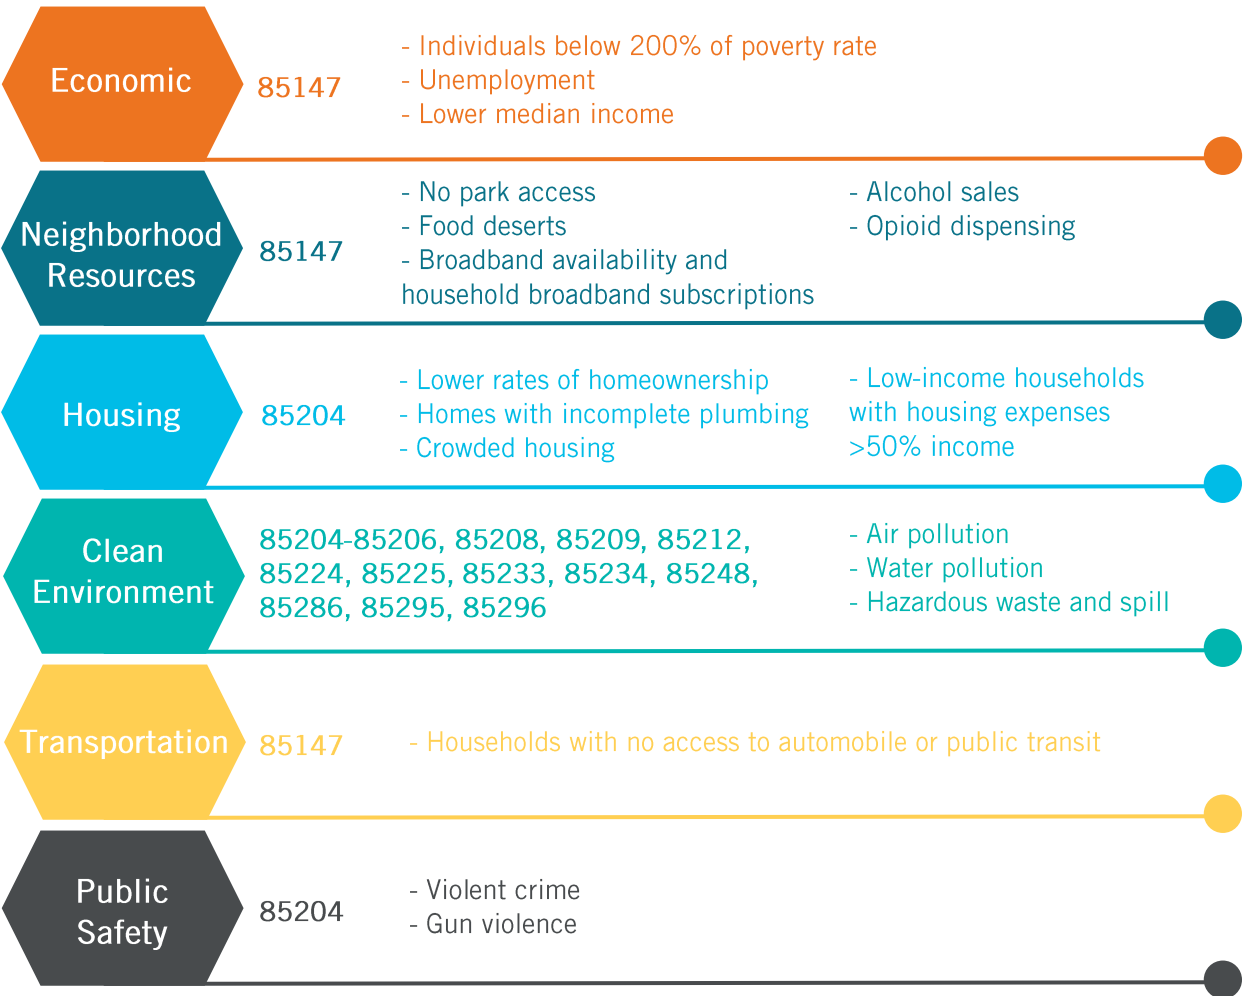 Economic
85147
- Individuals below 200% of poverty rate
- Unemployment
- Lower median income
Neighborhood
Resources
85147
- No park access
- Food deserts
- Broadband availability and
household broadband subscriptions
- Alcohol sales
- Opioid dispensing
Housing
85204
- Lower rates of homeownership
- Homes with incomplete plumbing
- Crowded housing
- Low-income households
with housing expenses
>50% income
Clean
Environment
85204-85206, 85208, 85209, 85212,
85224, 85225, 85233, 85234, 85248,
85286, 85295, 85296
- Air pollution
- Water pollution
- Hazardous waste and spill
Transportation
85147
- Households with no access to automobile or public transit
Public
Safety
85204
- Violent crime
- Gun violence